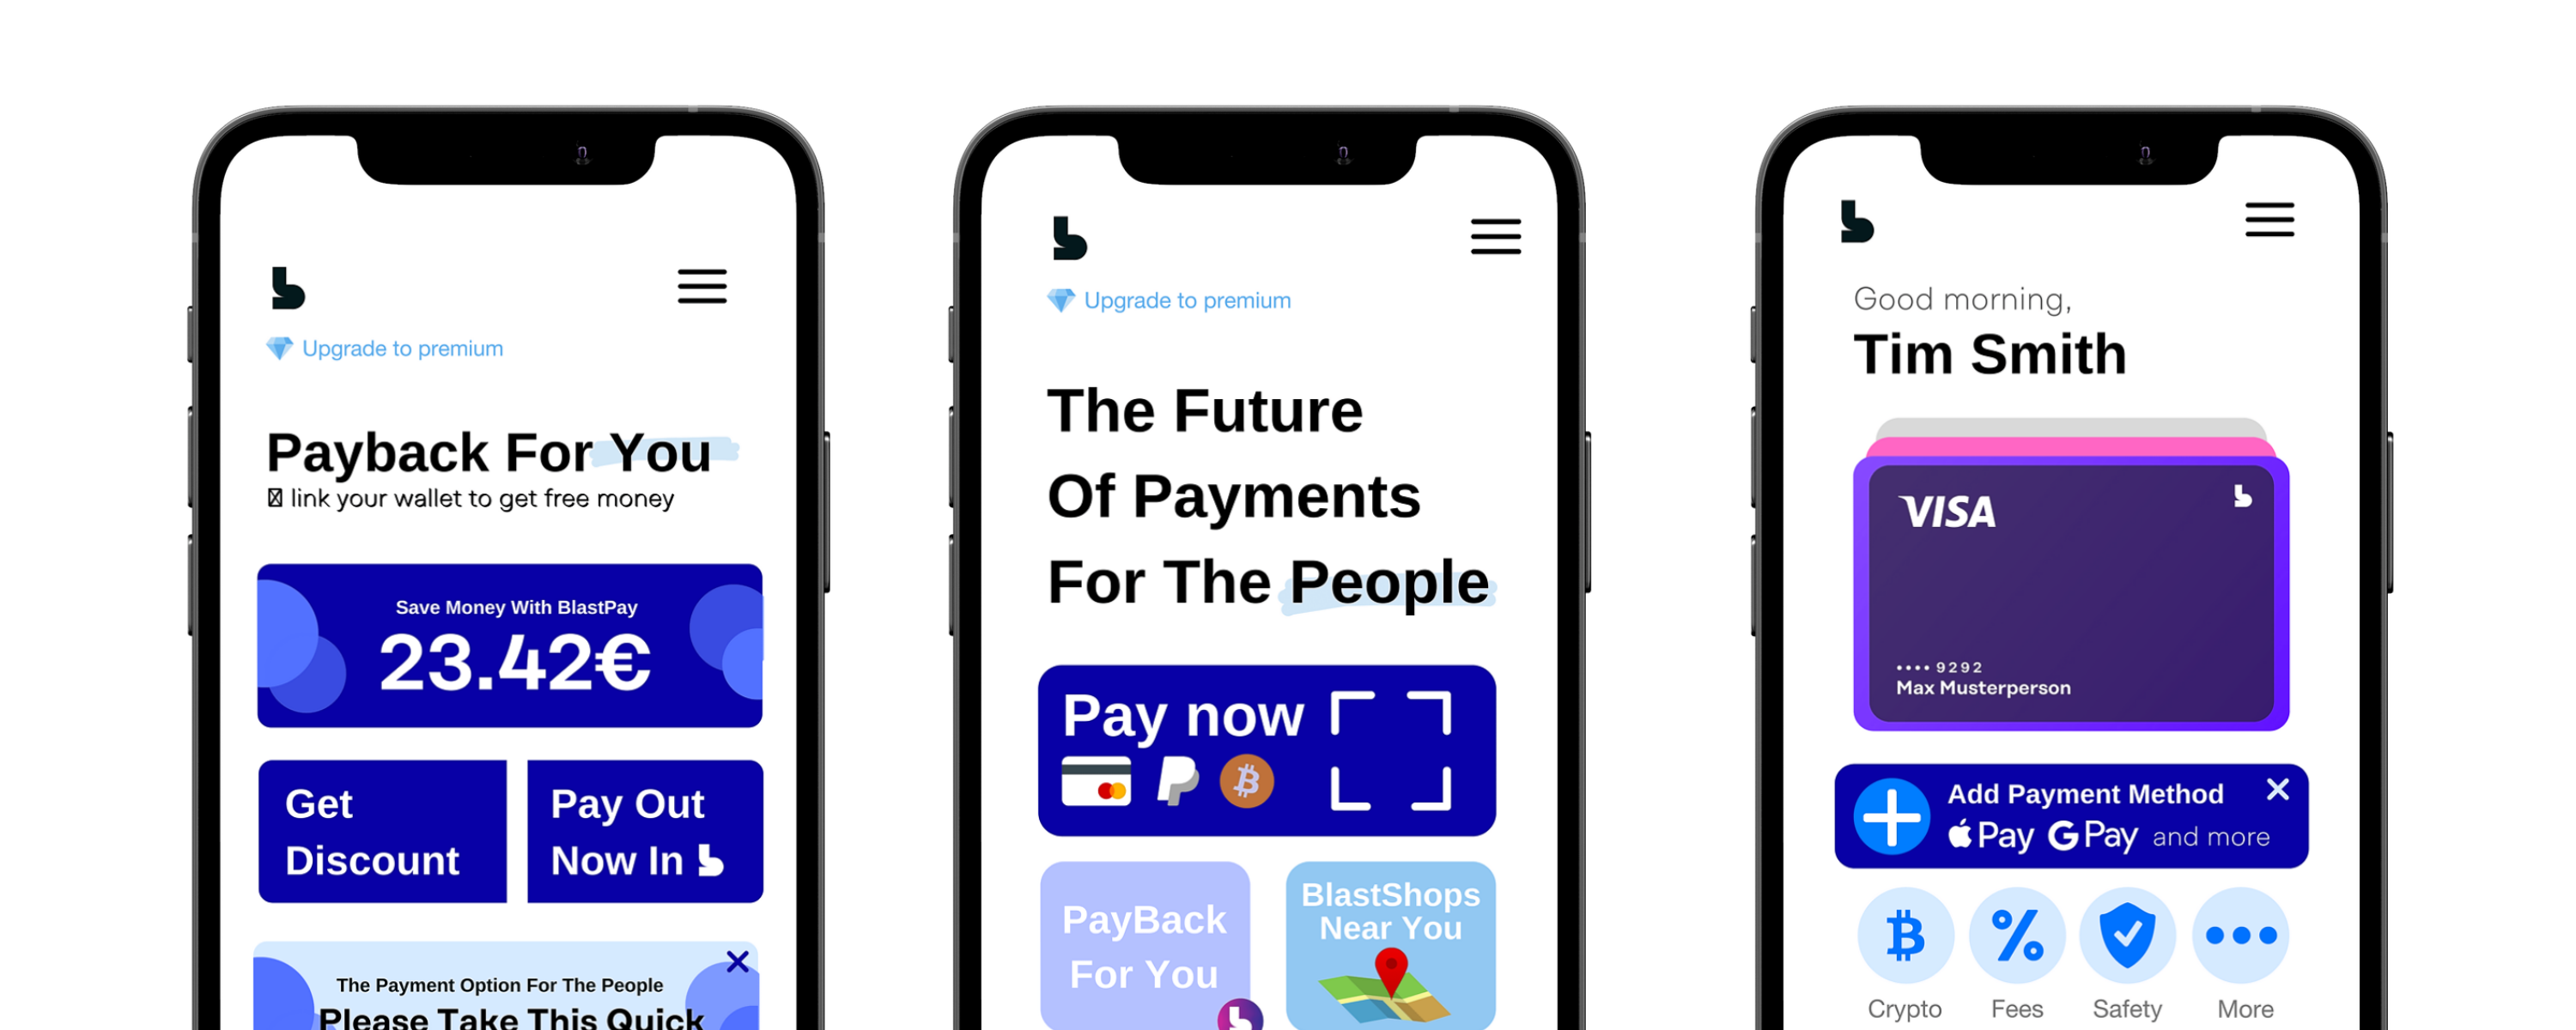 Upgrade to premium
Payback For You
link your wallet to get free money
Save Money With BlastPay
23.42€
Get
Discount
Pay Out
Now In
The Payment Option For The People
Please Take This Quick
Upgrade to premium
The Future
Of Payments
For The People
Pay now
PayBack
For You
BlastShops
Near You
Good morning,
Tim Smith
VISA
•••• 9292
Max Musterperson
Add Payment Method
Pay G Pay and more
Crypto
Fees
Safety
More